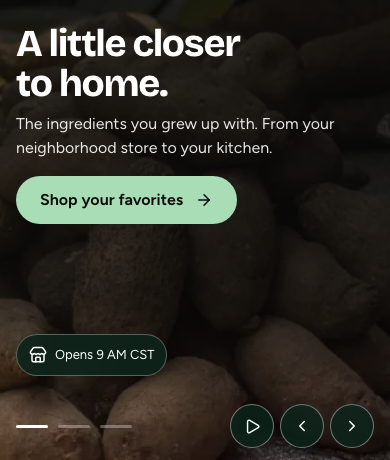 A little closer
to home.
The ingredients you grew up with. From your
neighborhood store to your kitchen.
Shop your favorites
Opens 9 AM CST